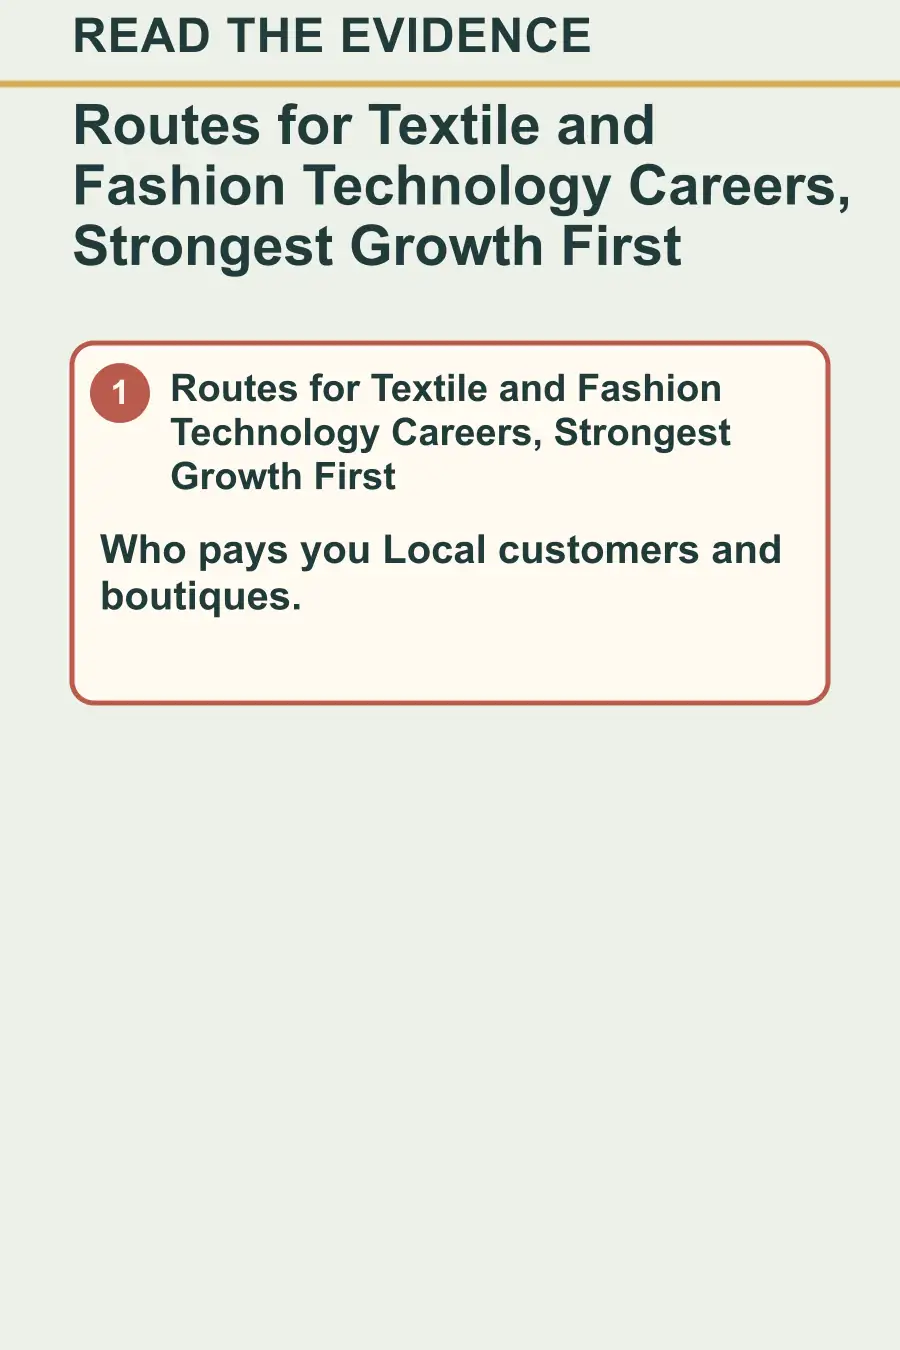 READ THE EVIDENCE
Routes for Textile and
Fashion Technology Careers,
Strongest Growth First
1
Routes for Textile and Fashion
Technology Careers, Strongest
Growth First
Who pays you Local customers and
boutiques.